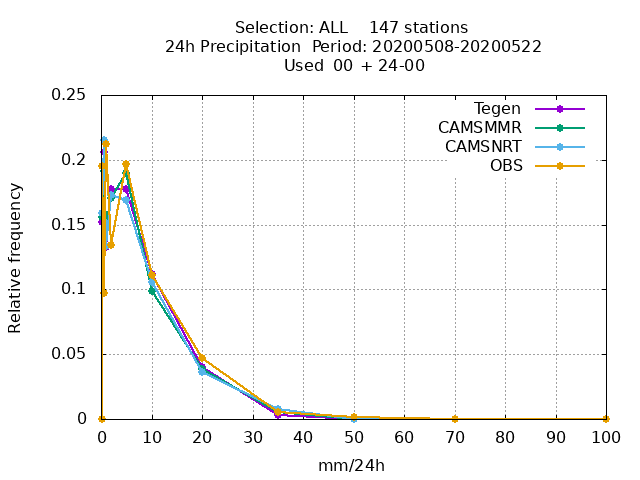 Selection: ALL    147 stations
24h Precipitation  Period: 20200508-20200522
Used  00 + 24-00
Tegen
CAMSMMR
CAMSNRT
OBS
Relative frequency
0.25
0.2
0.15
0.1
0.05
0
0 10 20 30 40 50 60 70 80 90 100
mm/24h